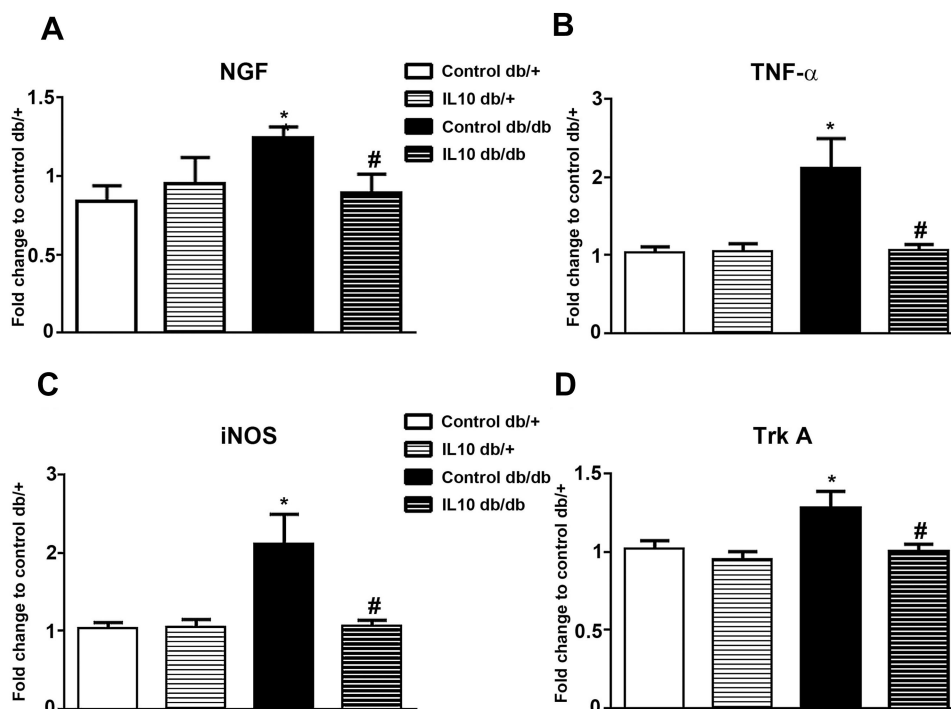 A
NGF
Fold change to control db/+
1.5
1
0.5
0
*
*
#
Control db/+
IL10 db/+
Control db/db
IL10 db/db
B
TNF-α
Fold change to control db/+
3
2
1
0
*
#
C
iNOS
Fold change to control db/+
3
2
1
0
*
#
Control db/+
IL10 db/+
Control db/db
IL10 db/db
D
Trk A
Fold change to control db/+
1.5
1
0.5
0
*
#